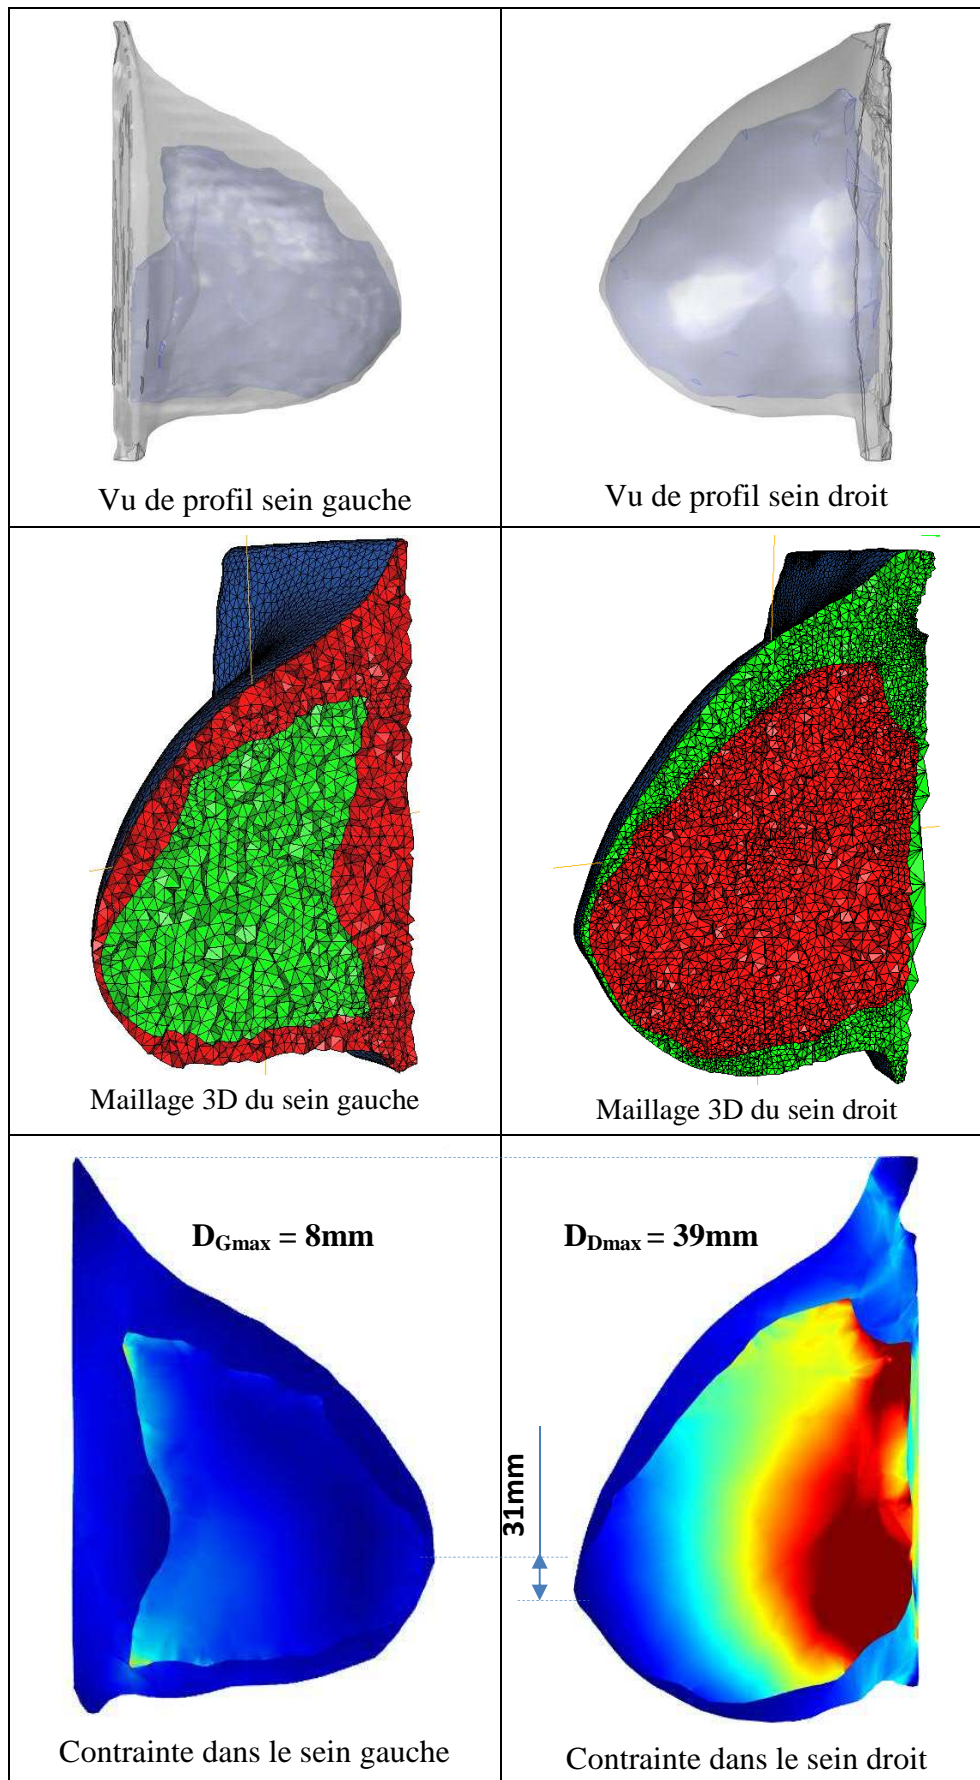 Vu de profil sein gauche
Vu de profil sein droit
Maillage 3D du sein gauche
Maillage 3D du sein droit
DGmax = 8mm
DDmax = 39mm
31mm
Contrainte dans le sein gauche
Contrainte dans le sein droit